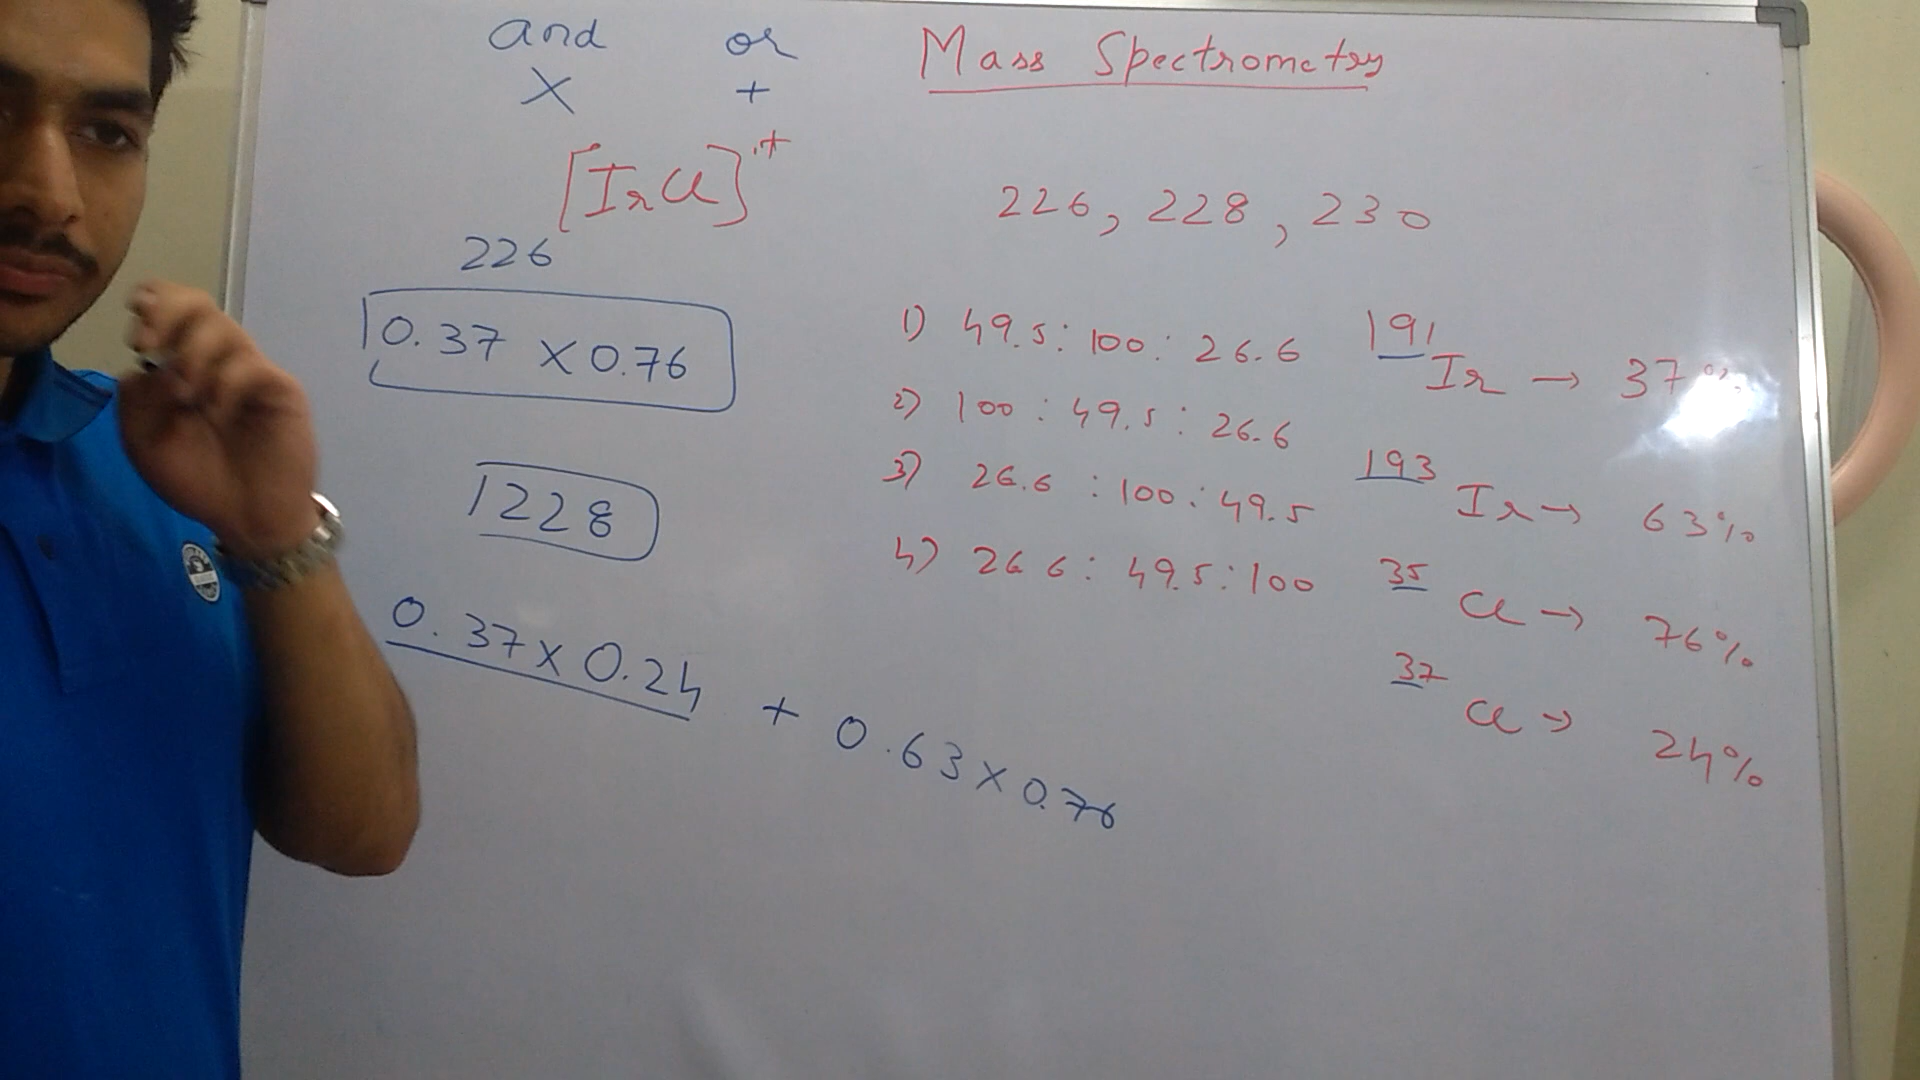 and or Mass Spectrometry
X +
[IrCl]·+
226, 228, 230
226
0.37 × 0.76
1) 49.5 : 100 : 26.6
2) 100 : 49.5 : 26.6
3) 26.6 : 100 : 49.5
4) 26 6 : 49.5 : 100
191 Ir → 37%
193 Ir → 63%
35 Cl → 76%
37 Cl → 24%
228
0.37 × 0.24 + 0.63 × 0.76